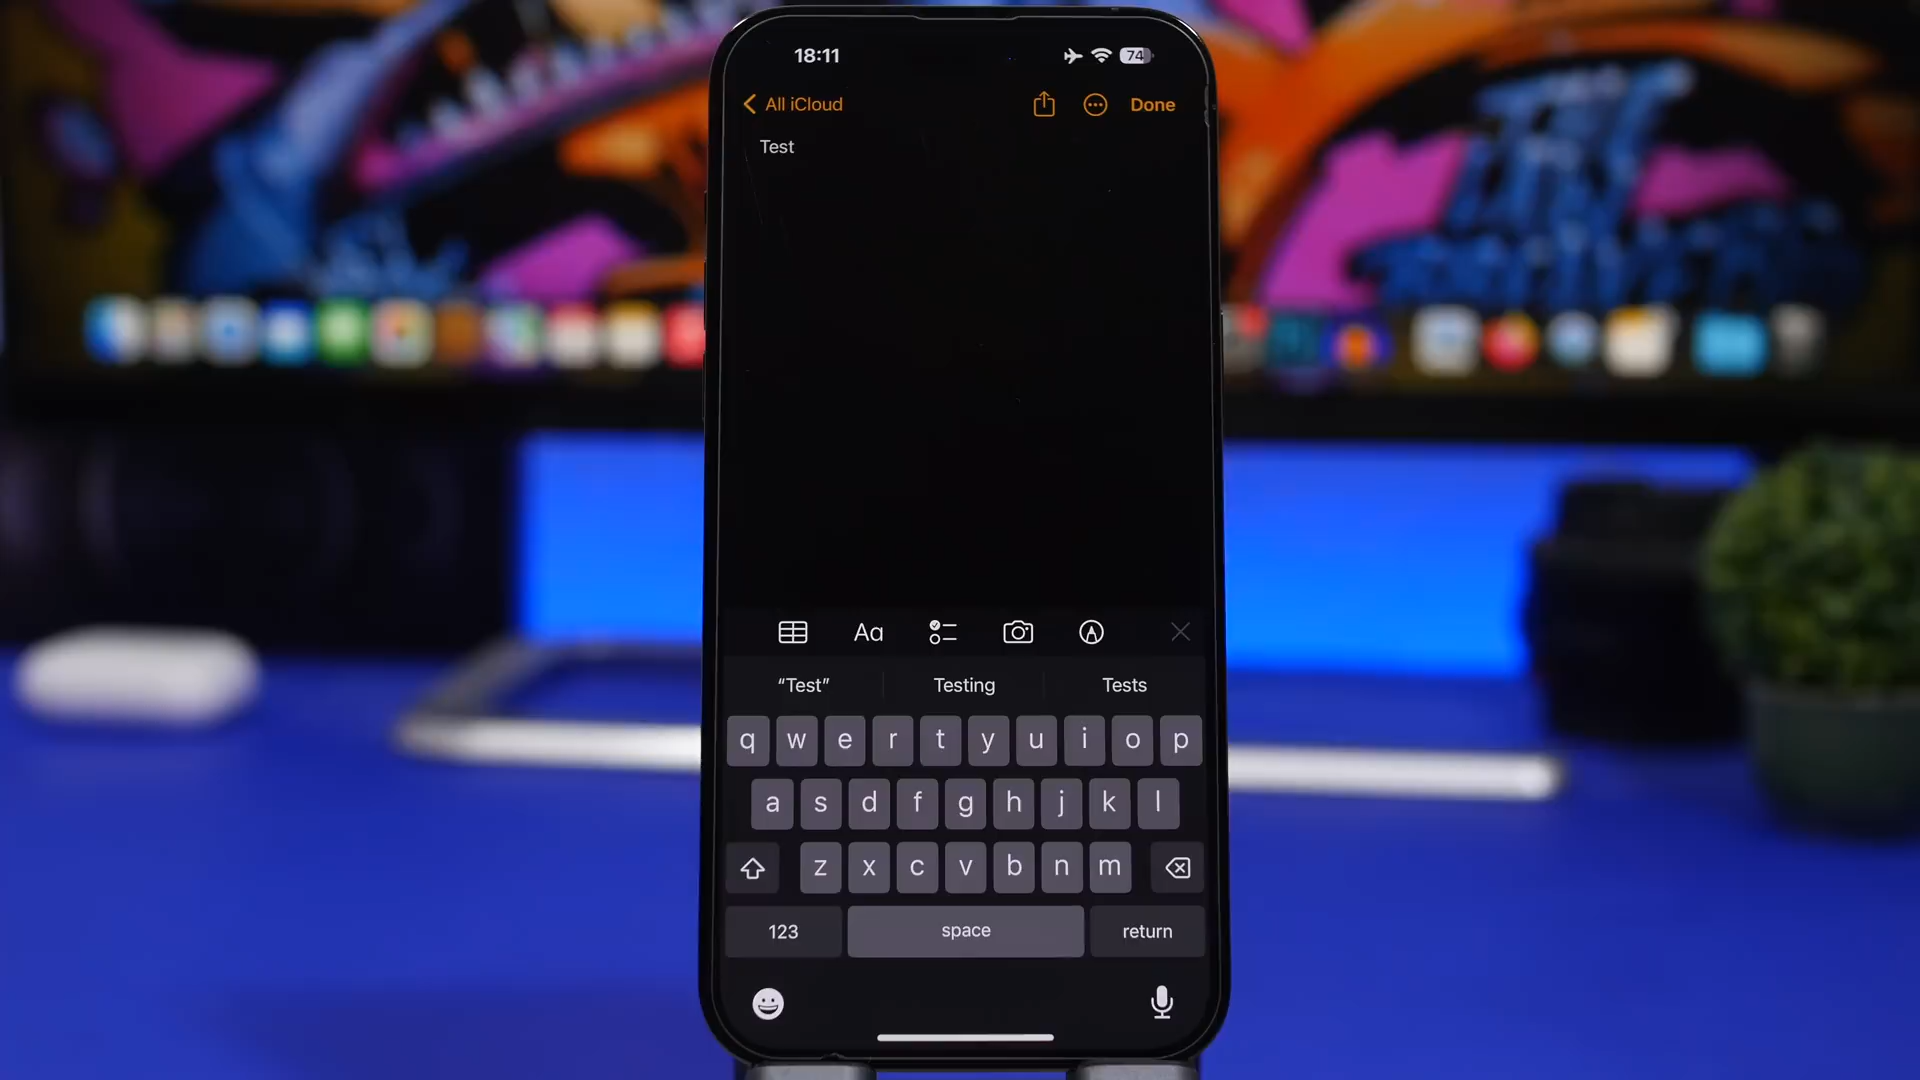 18:11 74
All iCloud Done
Test
Aa
“Test” Testing Tests
q w e r t y u i o p
a s d f g h j k l
z x c v b n m
123 space return